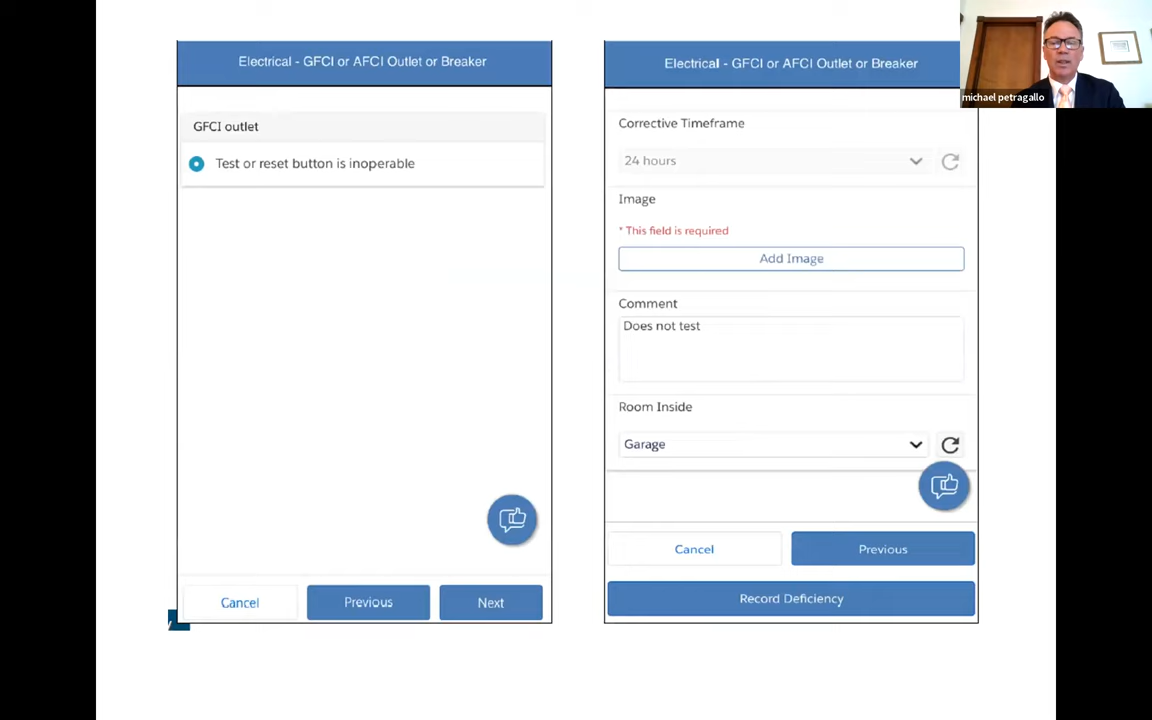 Electrical - GFCI or AFCI Outlet or Breaker
GFCI outlet
Test or reset button is inoperable
Cancel
Previous
Next
Electrical - GFCI or AFCI Outlet or Breaker
Corrective Timeframe
24 hours
Image
* This field is required
Add Image
Comment
Does not test
Room Inside
Garage
Cancel
Previous
Record Deficiency
michael petragallo